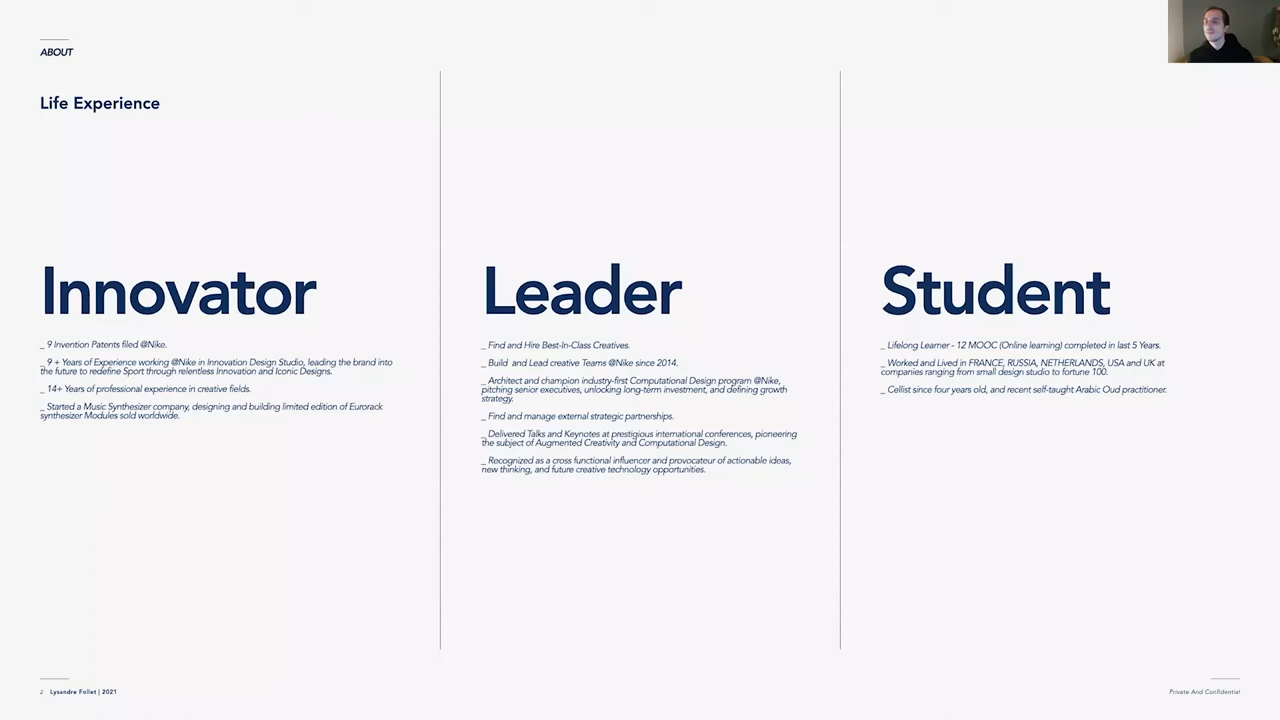 ABOUT
Life Experience
Innovator
_ 9 Invention Patents filed @Nike.
_ 9 + Years of Experience working @Nike in Innovation Design Studio, leading the brand into
the future to redefine Sport through relentless Innovation and Iconic Designs.
_ 14+ Years of professional experience in creative fields.
_ Started a Music Synthesizer company, designing and building limited edition of Eurorack
synthesizer Modules sold worldwide.
Leader
_ Find and Hire Best-In-Class Creatives.
_ Build and Lead creative Teams @Nike since 2014.
_ Architect and champion industry-first Computational Design program @Nike,
pitching senior executives, unlocking long-term investment, and defining growth
strategy.
_ Find and manage external strategic partnerships.
_ Delivered Talks and Keynotes at prestigious international conferences, pioneering
the subject of Augmented Creativity and Computational Design.
_ Recognized as a cross functional influencer and provocateur of actionable ideas,
new thinking, and future creative technology opportunities.
Student
_ Lifelong Learner - 12 MOOC (Online learning) completed in last 5 Years.
_ Worked and Lived in FRANCE, RUSSIA, NETHERLANDS, USA and UK at
companies ranging from small design studio to fortune 100.
_ Cellist since four years old, and recent self-taught Arabic Oud practitioner.
2 Lysandre Follet | 2021
Private And Confidential